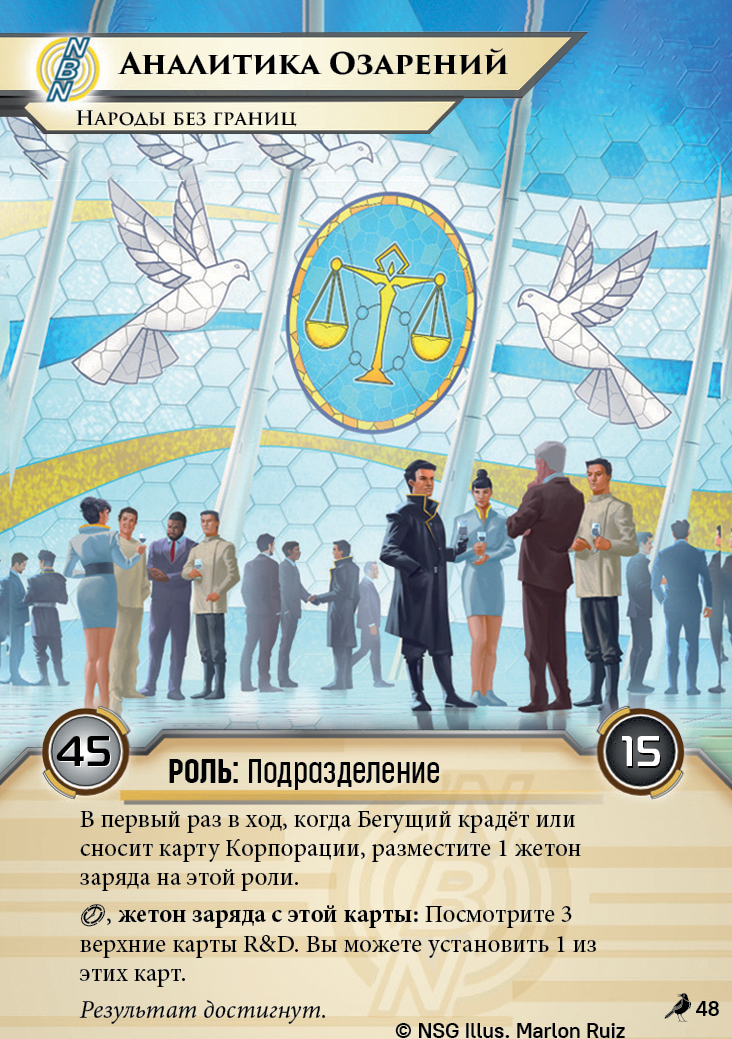 NBN
Аналитика Озарений
Народы без границ
45
15
РОЛЬ: Подразделение
В первый раз в ход, когда Бегущий крадёт или
сносит карту Корпорации, разместите 1 жетон
заряда на этой роли.
, жетон заряда с этой карты: Посмотрите 3
верхние карты R&D. Вы можете установить 1 из
этих карт.
Результат достигнут.
48
© NSG Illus. Marlon Ruiz